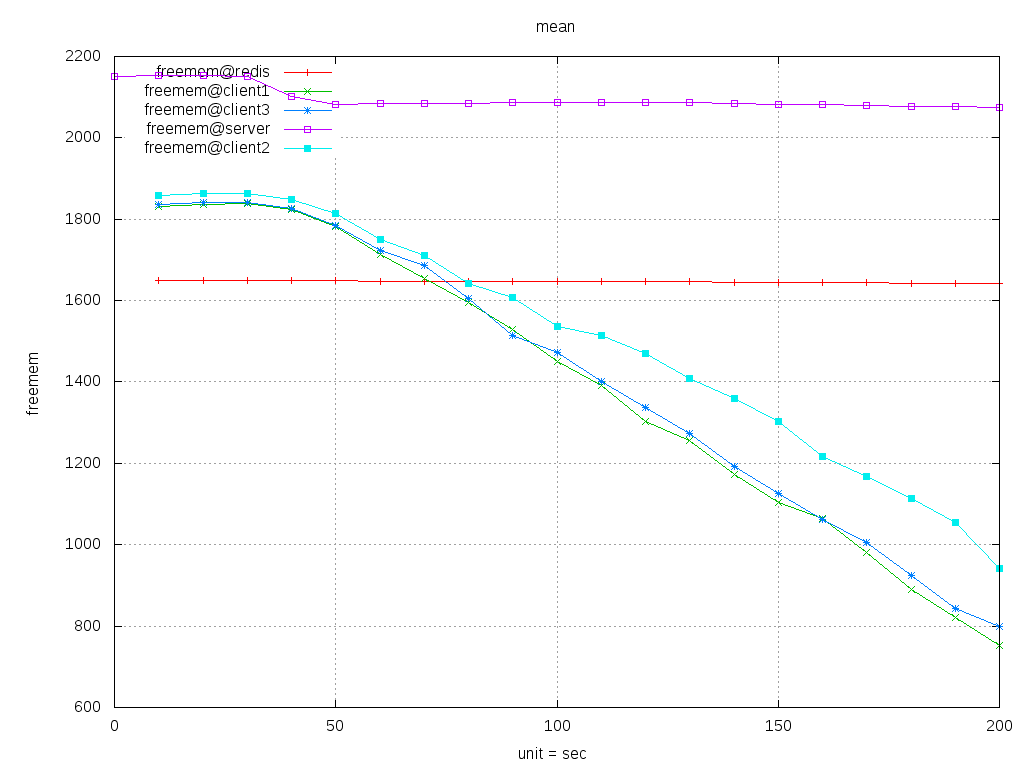 mean
2200
2000
1800
1600
1400
1200
1000
800
600
freemem
freemem@redis
freemem@client1
freemem@client3
freemem@server
freemem@client2
0 50 100 150 200
unit = sec